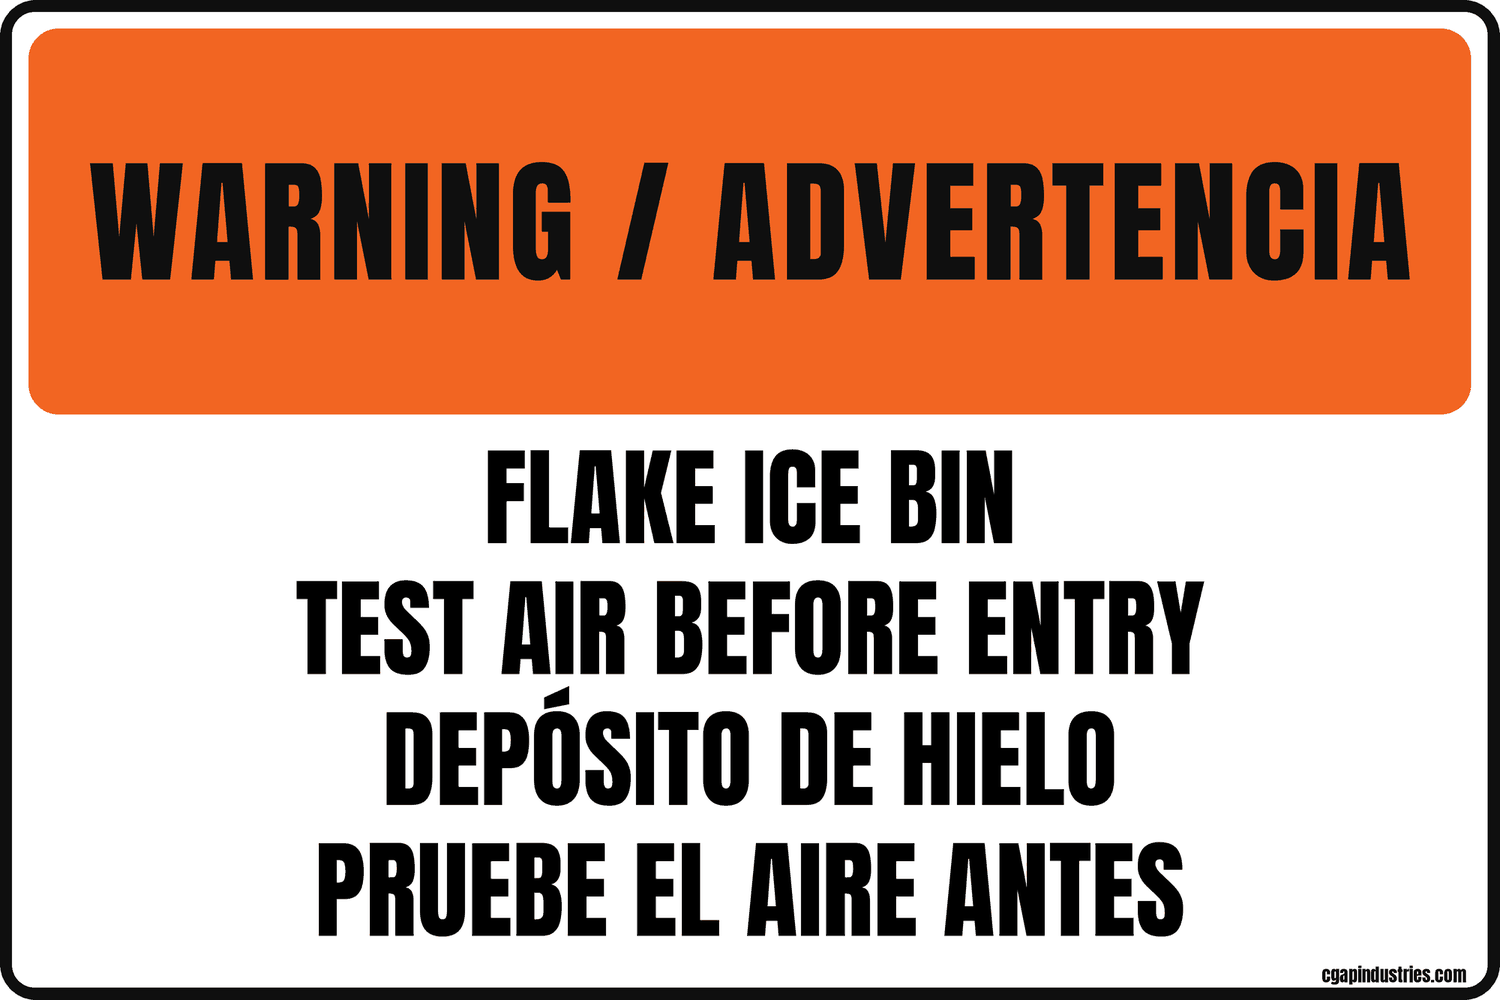 WARNING / ADVERTENCIA
FLAKE ICE BIN
TEST AIR BEFORE ENTRY
DEPÓSITO DE HIELO
PRUEBE EL AIRE ANTES
cgapindustries.com